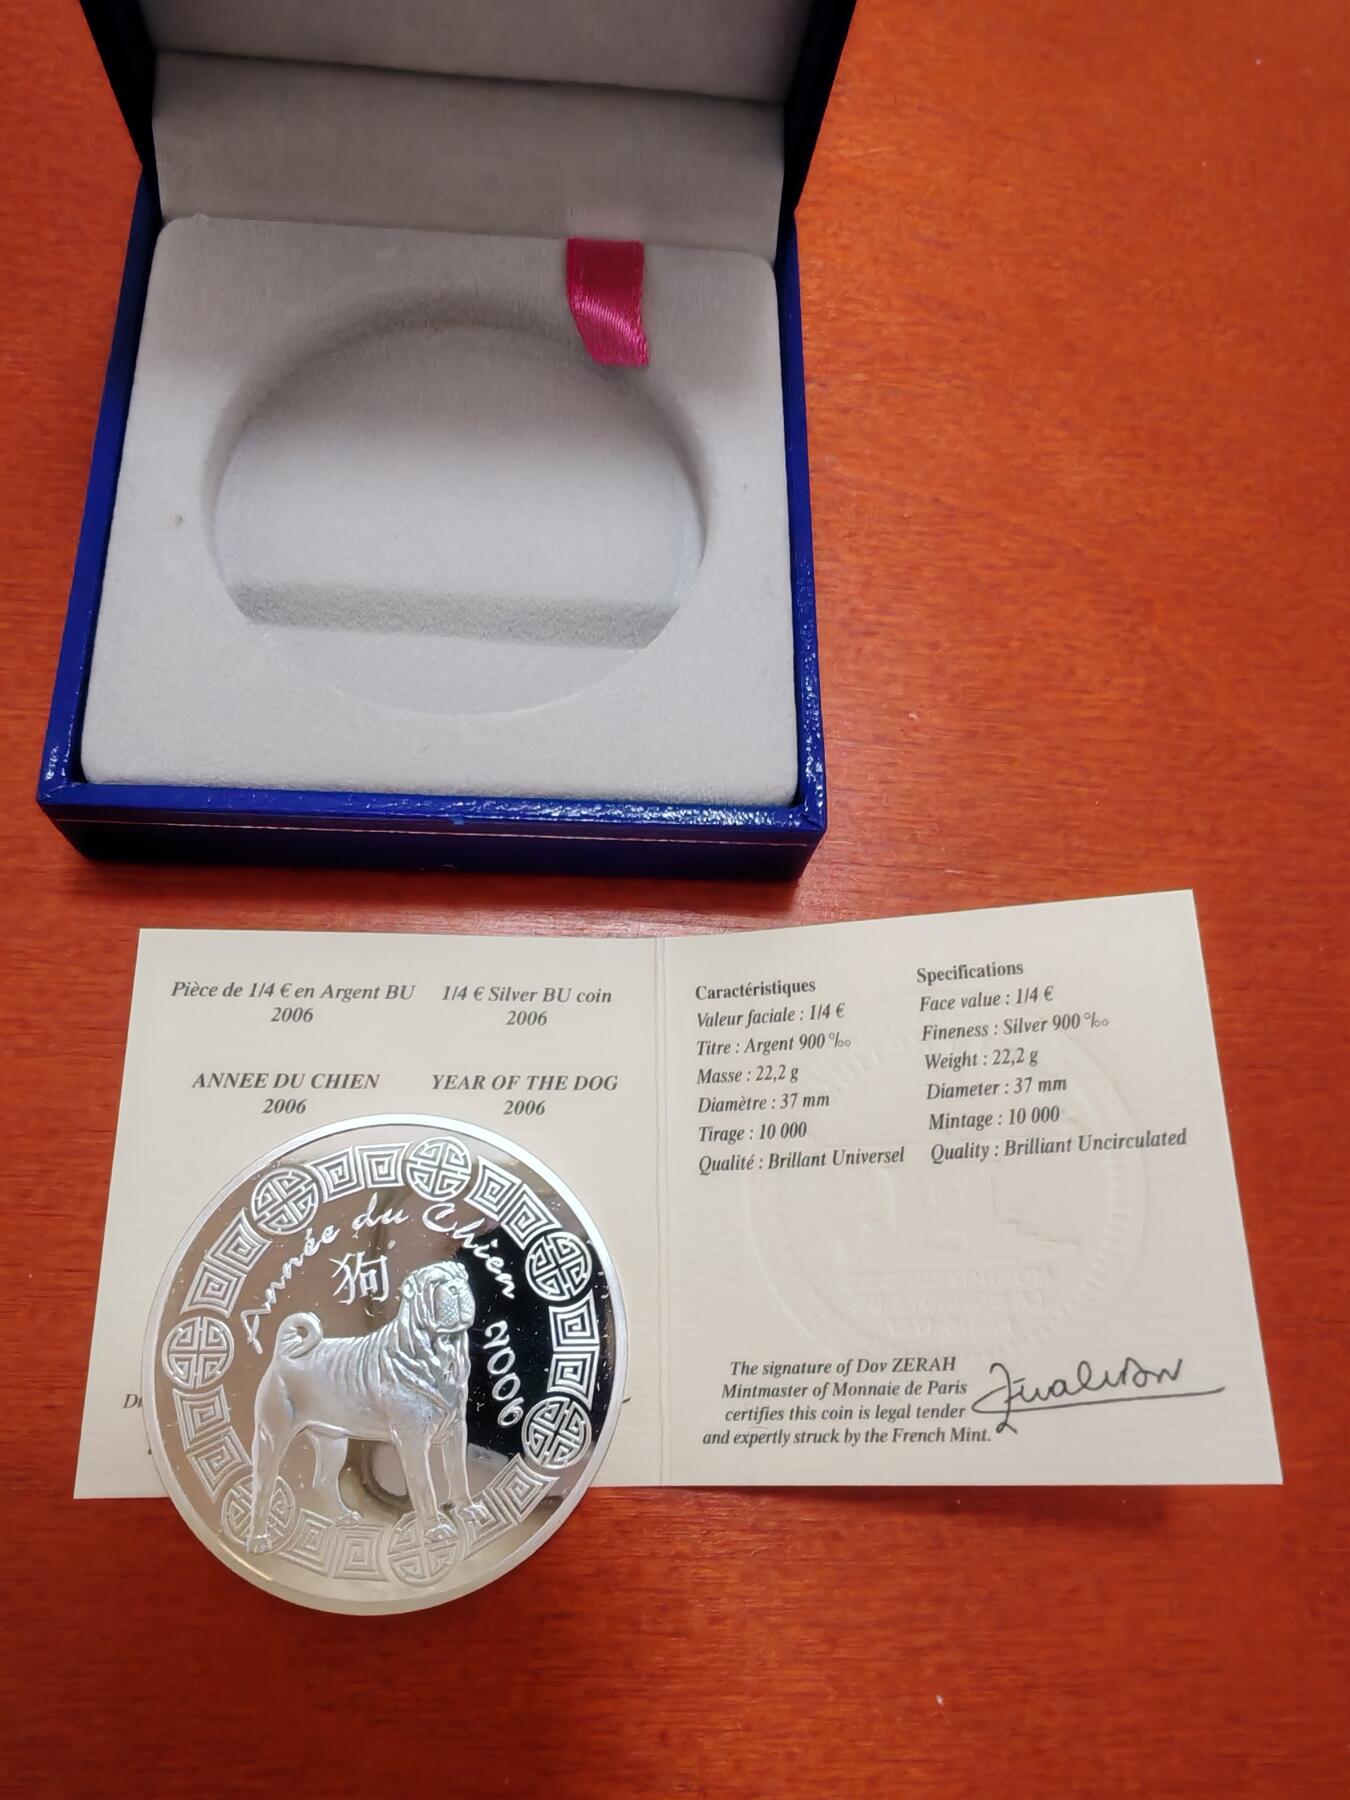 Pièce de 1/4 € en Argent BU
2006
1/4 € Silver BU coin
2006
ANNEE DU CHIEN
2006
YEAR OF THE DOG
2006
Année du Chien 2006
狗
Caractéristiques
Valeur faciale : 1/4 €
Titre : Argent 900 °/°°
Masse : 22,2 g
Diamètre : 37 mm
Tirage : 10 000
Qualité : Brillant Universel
Specifications
Face value : 1/4 €
Fineness : Silver 900 °/°°
Weight : 22,2 g
Diameter : 37 mm
Mintage : 10 000
Quality : Brilliant Uncirculated
The signature of Dov ZERAH
Mintmaster of Monnaie de Paris
certifies this coin is legal tender
and expertly struck by the French Mint.